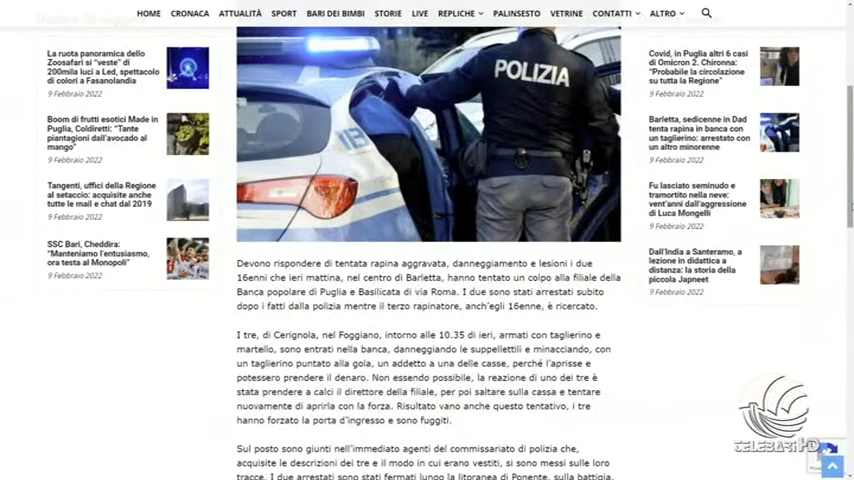 HOME CRONACA ATTUALITÀ SPORT BARI DEI BIMBI STORIE LIVE REPLICHE PALINSESTO VETRINE CONTATTI ALTRO
La ruota panoramica dello
Zoosafari si “veste” di
200mila luci a Led, spettacolo
di colori a Fasanolandia
9 Febbraio 2022
Boom di frutti esotici Made in
Puglia, Coldiretti: “Tante
piantagioni dall’avocado al
mango”
9 Febbraio 2022
Tangenti, uffici della Regione
al setaccio: acquisite anche
tutte le mail e chat dal 2019
9 Febbraio 2022
SSC Bari, Cheddira:
“Manteniamo l’entusiasmo,
ora testa al Monopoli”
9 Febbraio 2022
POLIZIA
Devono rispondere di tentata rapina aggravata, danneggiamento e lesioni i due
16enni che ieri mattina, nel centro di Barletta, hanno tentato un colpo alla filiale della
Banca popolare di Puglia e Basilicata di via Roma. I due sono stati arrestati subito
dopo i fatti dalla polizia mentre il terzo rapinatore, anch’egli 16enne, è ricercato.
I tre, di Cerignola, nel Foggiano, intorno alle 10.35 di ieri, armati con taglierino e
martello, sono entrati nella banca, danneggiando le suppellettili e minacciando, con
un taglierino puntato alla gola, un addetto a una delle casse, perché l’aprisse e
potessero prendere il denaro. Non essendo possibile, la reazione di uno dei tre è
stata prendere a calci il direttore della filiale, per poi saltare sulla cassa e tentare
nuovamente di aprirla con la forza. Risultato vano anche questo tentativo, i tre
hanno forzato la porta d’ingresso e sono fuggiti.
Sul posto sono giunti nell’immediato agenti del commissariato di polizia che,
acquisite le descrizioni dei tre e il modo in cui erano vestiti, si sono messi sulle loro
tracce. I due arrestati sono stati fermati lungo la litoranea di Ponente, sulla battigia,
Covid, in Puglia altri 6 casi
di Omicron 2. Chironna:
“Probabile la circolazione
su tutta la Regione”
9 Febbraio 2022
Barletta, sedicenne in Dad
tenta rapina in banca con
un taglierino: arrestato con
un altro minorenne
9 Febbraio 2022
Fu lasciato seminudo e
tramortito nella neve:
vent’anni dall’aggressione
di Luca Mongelli
9 Febbraio 2022
Dall’India a Santeramo, a
lezione in didattica a
distanza: la storia della
piccola Japneet
9 Febbraio 2022
TELEBARI HD